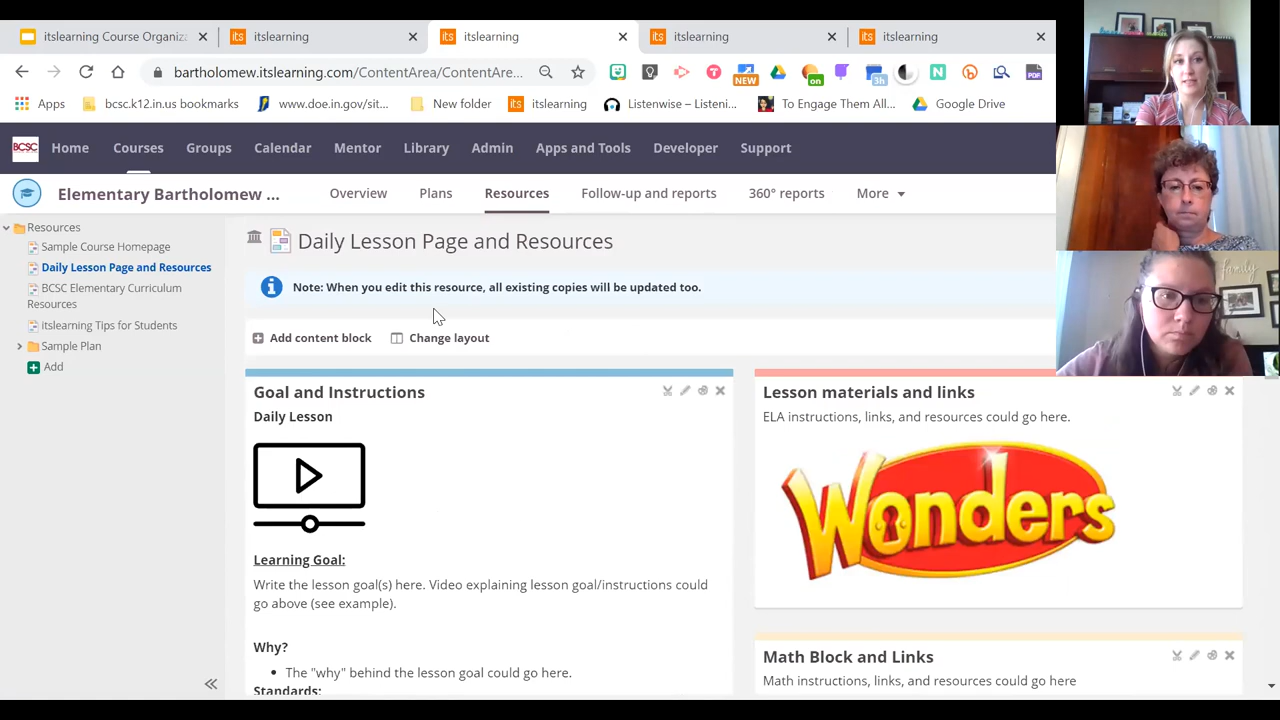 itslearning Course Organiza
itslearning
itslearning
itslearning
itslearning
bartholomew.itslearning.com/ContentArea/ContentAre...
NEW
on
3h
PDF
Apps
bcsc.k12.in.us bookmarks
www.doe.in.gov/sit...
New folder
itslearning
Listenwise – Listeni...
To Engage Them All...
Google Drive
BCSC
Home
Courses
Groups
Calendar
Mentor
Library
Admin
Apps and Tools
Developer
Support
Elementary Bartholomew ...
Overview
Plans
Resources
Follow-up and reports
360° reports
More
Resources
Sample Course Homepage
Daily Lesson Page and Resources
BCSC Elementary Curriculum
Resources
itslearning Tips for Students
Sample Plan
Add
Daily Lesson Page and Resources
Note: When you edit this resource, all existing copies will be updated too.
Add content block
Change layout
Goal and Instructions
Daily Lesson
Learning Goal:
Write the lesson goal(s) here. Video explaining lesson goal/instructions could
go above (see example).
Why?
• The "why" behind the lesson goal could go here.
Standards:
Lesson materials and links
ELA instructions, links, and resources could go here.
Wonders
Math Block and Links
Math instructions, links, and resources could go here
family